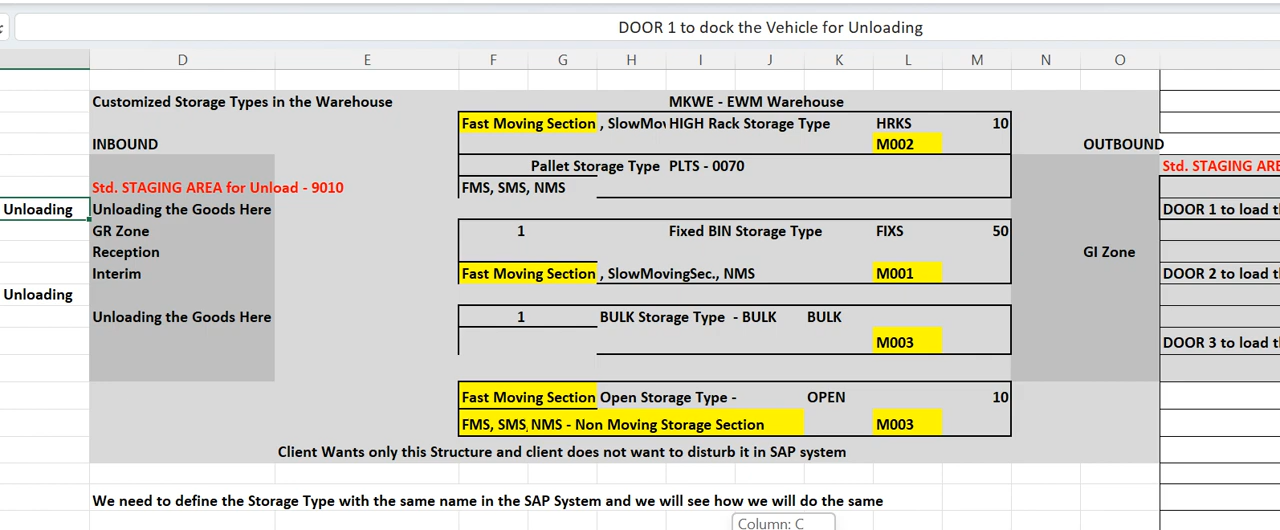 DOOR 1 to dock the Vehicle for Unloading
D E F G H I J K L M N O
Customized Storage Types in the Warehouse MKWE - EWM Warehouse
Fast Moving Section , SlowMov HIGH Rack Storage Type HRKS 10
INBOUND M002 OUTBOUND
Pallet Storage Type PLTS - 0070 Std. STAGING ARE
Std. STAGING AREA for Unload - 9010 FMS, SMS, NMS
Unloading Unloading the Goods Here DOOR 1 to load t
GR Zone 1 Fixed BIN Storage Type FIXS 50
Reception GI Zone
Interim Fast Moving Section , SlowMovingSec., NMS M001 DOOR 2 to load t
Unloading
Unloading the Goods Here 1 BULK Storage Type - BULK BULK
M003 DOOR 3 to load t
Fast Moving Section Open Storage Type - OPEN 10
FMS, SMS, NMS - Non Moving Storage Section M003
Client Wants only this Structure and client does not want to disturb it in SAP system
We need to define the Storage Type with the same name in the SAP System and we will see how we will do the same
Column: C